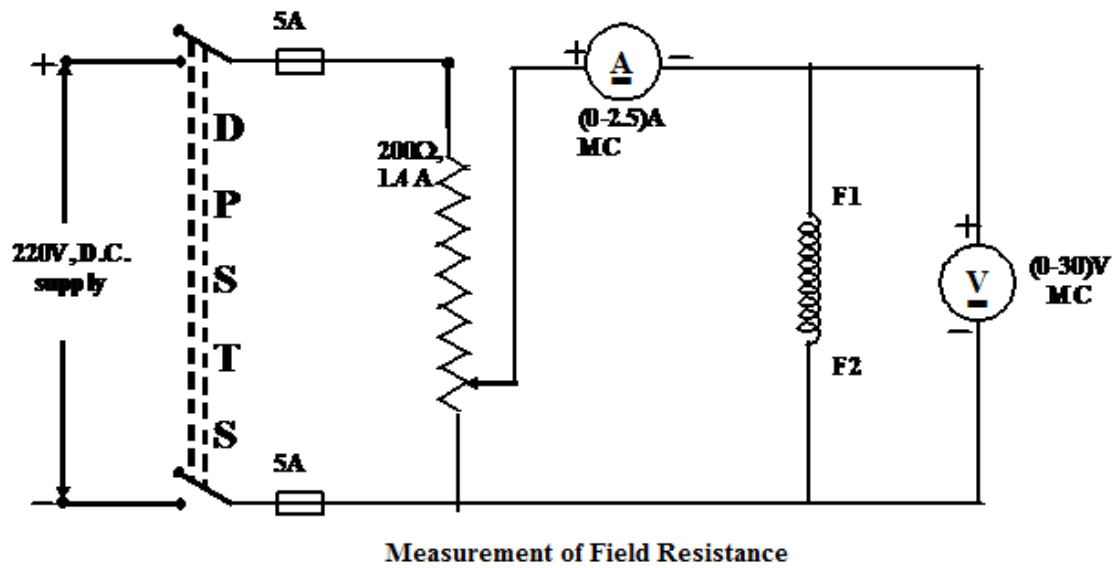 5A
+
D
P
S
T
S
220V, D.C.
supply
-
5A
200Ω,
1.4 A
+ A -
(0-2.5)A
MC
F1
F2
+
V
-
(0-30)V
MC
Measurement of Field Resistance